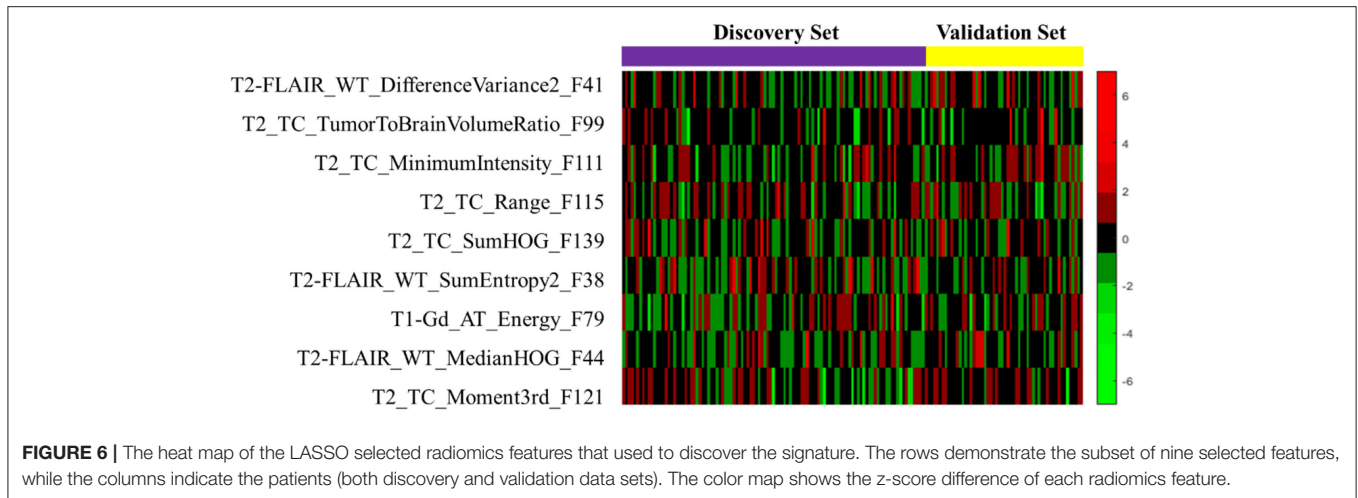 Discovery Set Validation Set
T2-FLAIR_WT_DifferenceVariance2_F41
T2_TC_TumorToBrainVolumeRatio_F99
T2_TC_MinimumIntensity_F111
T2_TC_Range_F115
T2_TC_SumHOG_F139
T2-FLAIR_WT_SumEntropy2_F38
T1-Gd_AT_Energy_F79
T2-FLAIR_WT_MedianHOG_F44
T2_TC_Moment3rd_F121
6
4
2
0
-2
-4
-6
FIGURE 6 | The heat map of the LASSO selected radiomics features that used to discover the signature. The rows demonstrate the subset of nine selected features,
while the columns indicate the patients (both discovery and validation data sets). The color map shows the z-score difference of each radiomics feature.